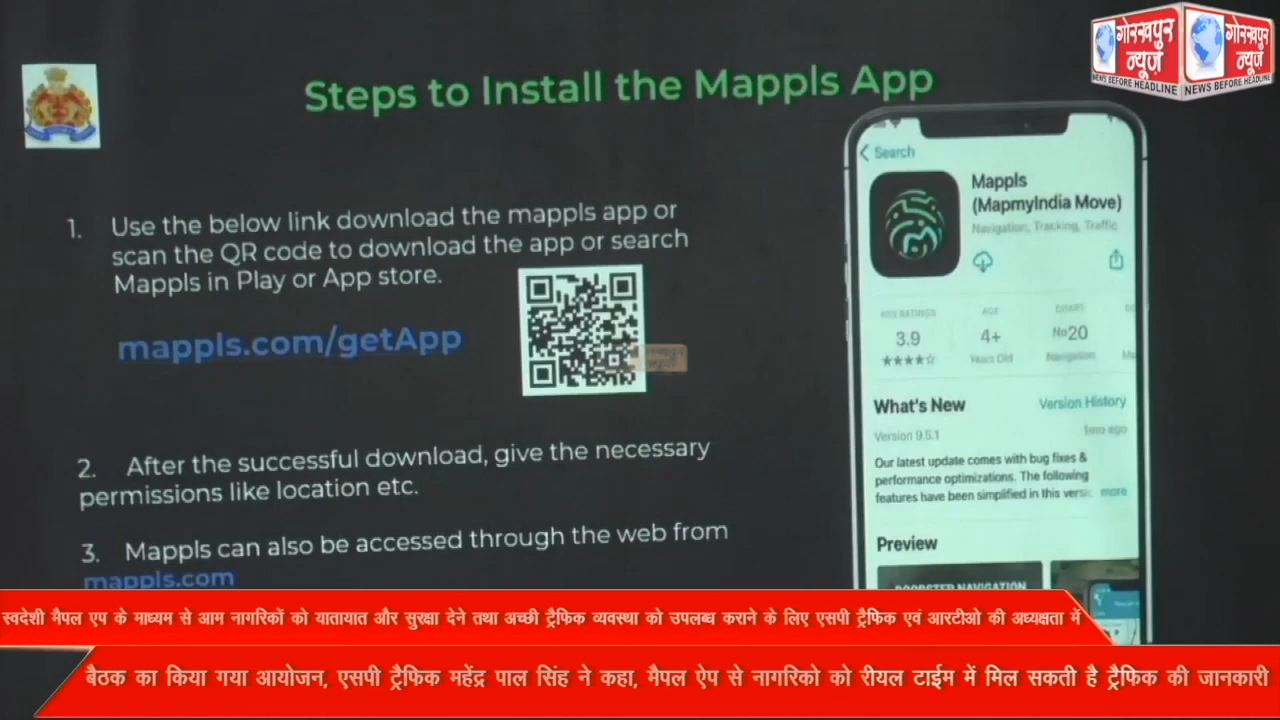 गोरखपुर
न्यूज़
NEWS BEFORE HEADLINE
गोरखपुर
न्यूज़
NEWS BEFORE HEADLINE
Steps to Install the Mappls App
1. Use the below link download the mappls app or
scan the QR code to download the app or search
Mappls in Play or App store.
mappls.com/getApp
2. After the successful download, give the necessary
permissions like location etc.
3. Mappls can also be accessed through the web from
mappls.com
Search
Mappls
(MapmyIndia Move)
Navigation, Tracking, Traffic
RATINGS
AGE
CHART
3.9
4+
No20
Years Old
Navigation
What's New
Version History
Version 9.5.1
1mo ago
Our latest update comes with bug fixes &
performance optimizations. The following
features have been simplified in this versic more
Preview
स्वदेशी मैपल एप के माध्यम से आम नागरिकों को यातायात और सुरक्षा देने तथा अच्छी ट्रैफिक व्यवस्था को उपलब्ध कराने के लिए एसपी ट्रैफिक एवं आरटीओ की अध्यक्षता में
बैठक का किया गया आयोजन, एसपी ट्रैफिक महेंद्र पाल सिंह ने कहा, मैपल ऐप से नागरिको को रीयल टाईम में मिल सकती है ट्रैफिक की जानकारी